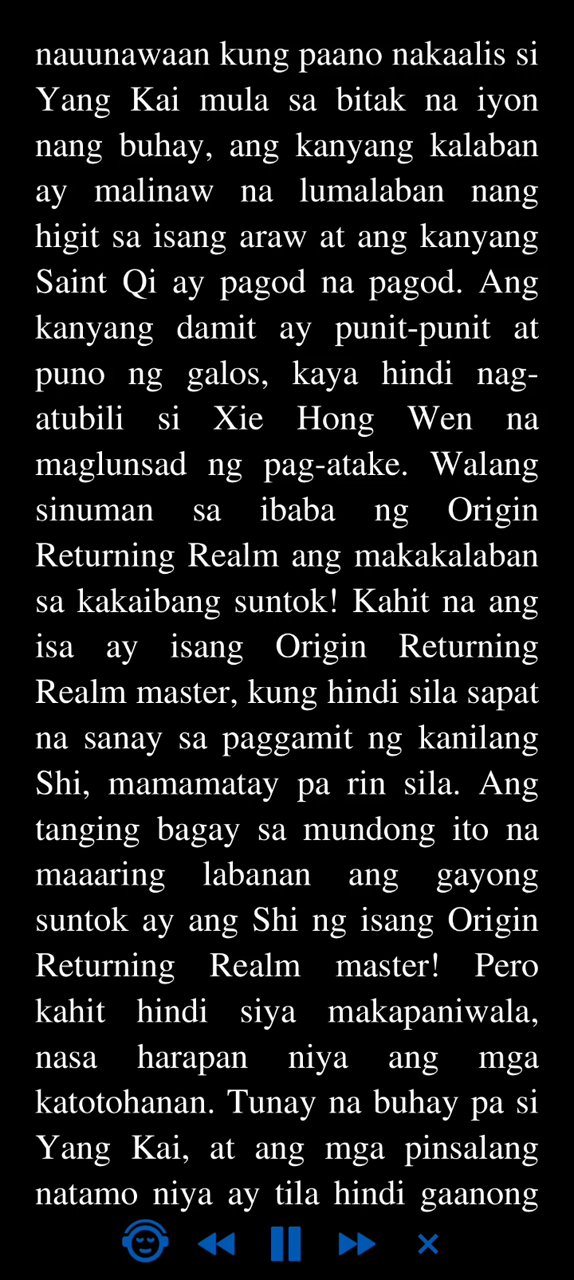 nauunawaan kung paano nakaalis si
Yang Kai mula sa bitak na iyon
nang buhay, ang kanyang kalaban
ay malinaw na lumalaban nang
higit sa isang araw at ang kanyang
Saint Qi ay pagod na pagod. Ang
kanyang damit ay punit-punit at
puno ng galos, kaya hindi nag-
atubili si Xie Hong Wen na
maglunsad ng pag-atake. Walang
sinuman sa ibaba ng Origin
Returning Realm ang makakalaban
sa kakaibang suntok! Kahit na ang
isa ay isang Origin Returning
Realm master, kung hindi sila sapat
na sanay sa paggamit ng kanilang
Shi, mamamatay pa rin sila. Ang
tanging bagay sa mundong ito na
maaaring labanan ang gayong
suntok ay ang Shi ng isang Origin
Returning Realm master! Pero
kahit hindi siya makapaniwala,
nasa harapan niya ang mga
katotohanan. Tunay na buhay pa si
Yang Kai, at ang mga pinsalang
natamo niya ay tila hindi gaanong